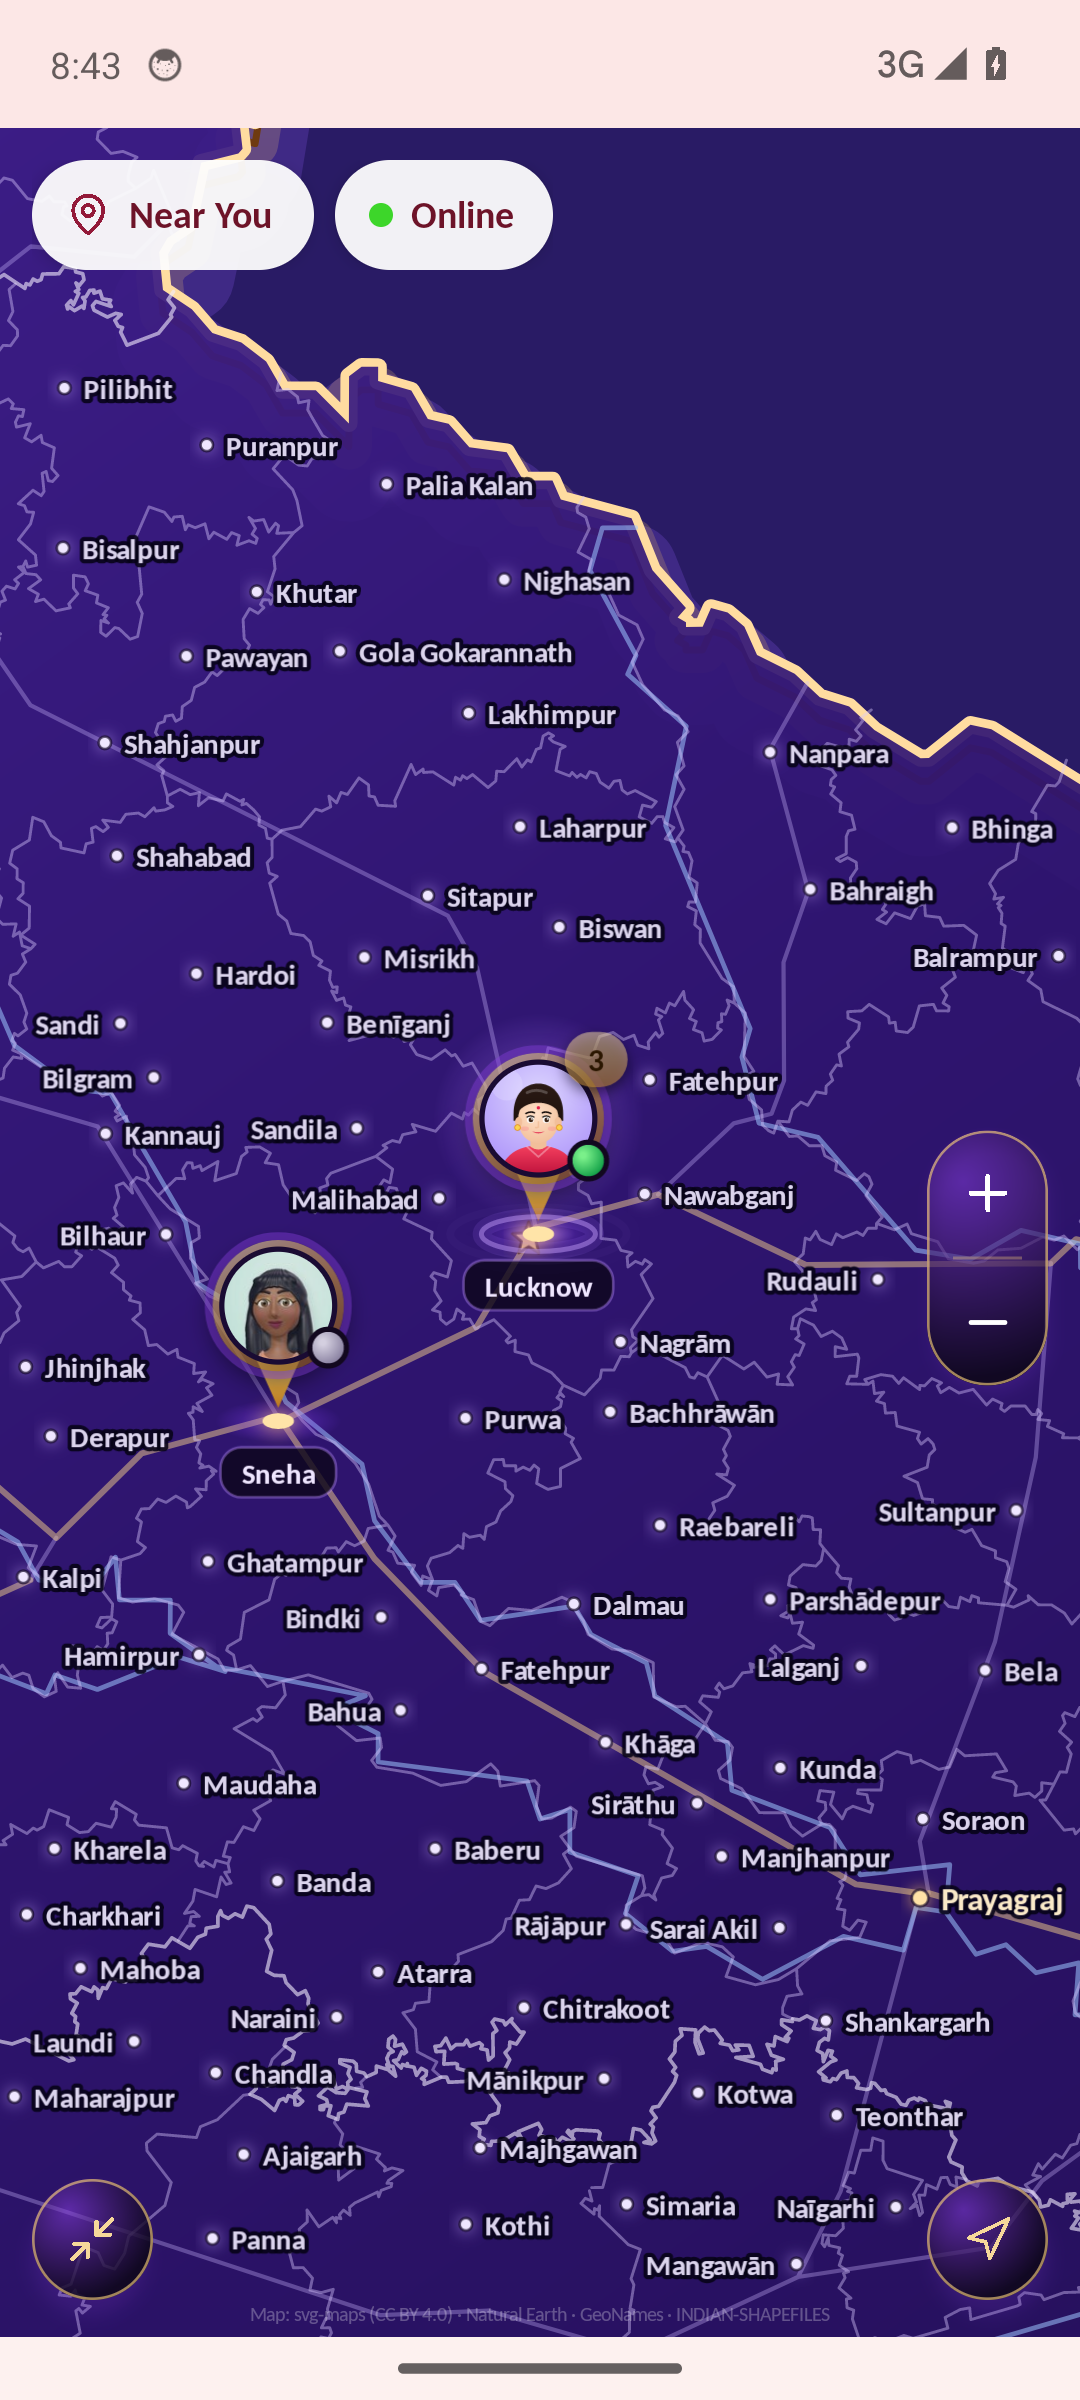 8:43
3G
Near You
Online
Pilibhit
Puranpur
Palia Kalan
Bisalpur
Nighasan
Khutar
Pawayan
Gola Gokarannath
Lakhimpur
Shahjanpur
Nanpara
Laharpur
Bhinga
Shahabad
Sitapur
Bahraigh
Biswan
Misrikh
Balrampur
Hardoi
Sandi
Benīganj
3
Bilgram
Fatehpur
Kannauj
Sandila
Malihabad
Nawabganj
Bilhaur
Rudauli
Lucknow
Nagrām
Jhinjhak
Purwa
Bachhrāwān
Derapur
Sneha
Sultanpur
Raebareli
Ghatampur
Kalpi
Parshādepur
Dalmau
Bindki
Hamirpur
Lalganj
Fatehpur
Bela
Bahua
Khāga
Kunda
Maudaha
Sirāthu
Soraon
Kharela
Baberu
Manjhanpur
Banda
Prayagraj
Charkhari
Rājāpur
Sarai Akil
Mahoba
Atarra
Chitrakoot
Naraini
Shankargarh
Laundi
Chandla
Mānikpur
Kotwa
Maharajpur
Teonthar
Majhgawan
Ajaigarh
Simaria
Naīgarhi
Kothi
Panna
Mangawān
Map: svg-maps (CC BY 4.0) · Natural Earth · GeoNames · INDIAN-SHAPEFILES